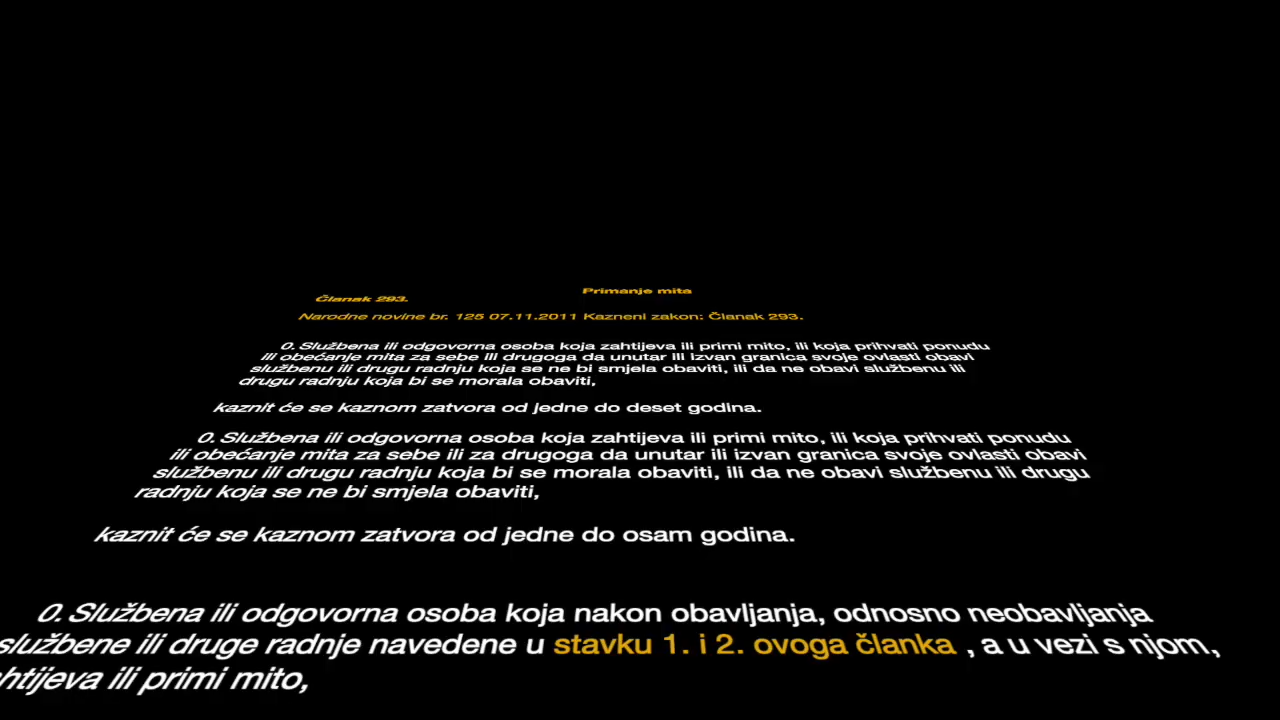 Primanje mita
Članak 293.
Narodne novine br. 125 07.11.2011 Kazneni zakon: Članak 293.
0. Službena ili odgovorna osoba koja zahtijeva ili primi mito, ili koja prihvati ponudu
ili obećanje mita za sebe ili drugoga da unutar ili izvan granica svoje ovlasti obavi
službenu ili drugu radnju koja se ne bi smjela obaviti, ili da ne obavi službenu ili
drugu radnju koja bi se morala obaviti,
kaznit će se kaznom zatvora od jedne do deset godina.
0. Službena ili odgovorna osoba koja zahtijeva ili primi mito, ili koja prihvati ponudu
ili obećanje mita za sebe ili za drugoga da unutar ili izvan granica svoje ovlasti obavi
službenu ili drugu radnju koja bi se morala obaviti, ili da ne obavi službenu ili drugu
radnju koja se ne bi smjela obaviti,
kaznit će se kaznom zatvora od jedne do osam godina.
0. Službena ili odgovorna osoba koja nakon obavljanja, odnosno neobavljanja
službene ili druge radnje navedene u stavku 1. i 2. ovoga članka , a u vezi s njom,
htijeva ili primi mito,